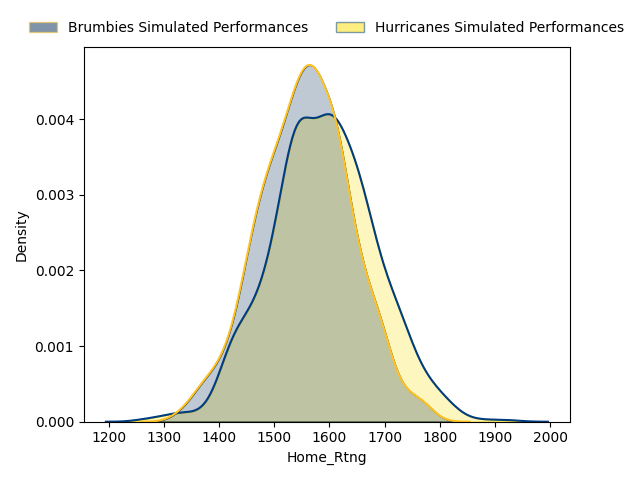 Brumbies Simulated Performances Hurricanes Simulated Performances
0.004
0.003
0.002
0.001
0.000
Density
1200 1300 1400 1500 1600 1700 1800 1900 2000
Home_Rtng